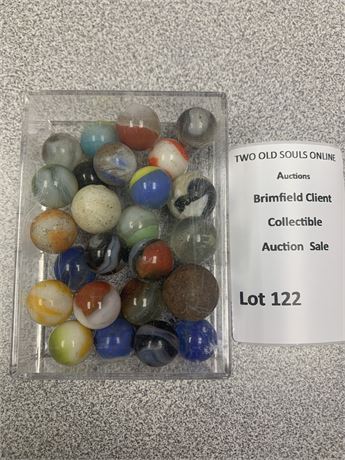 TWO OLD SOULS ONLINE
Auctions
Brimfield Client
Collectible
Auction Sale
Lot 122